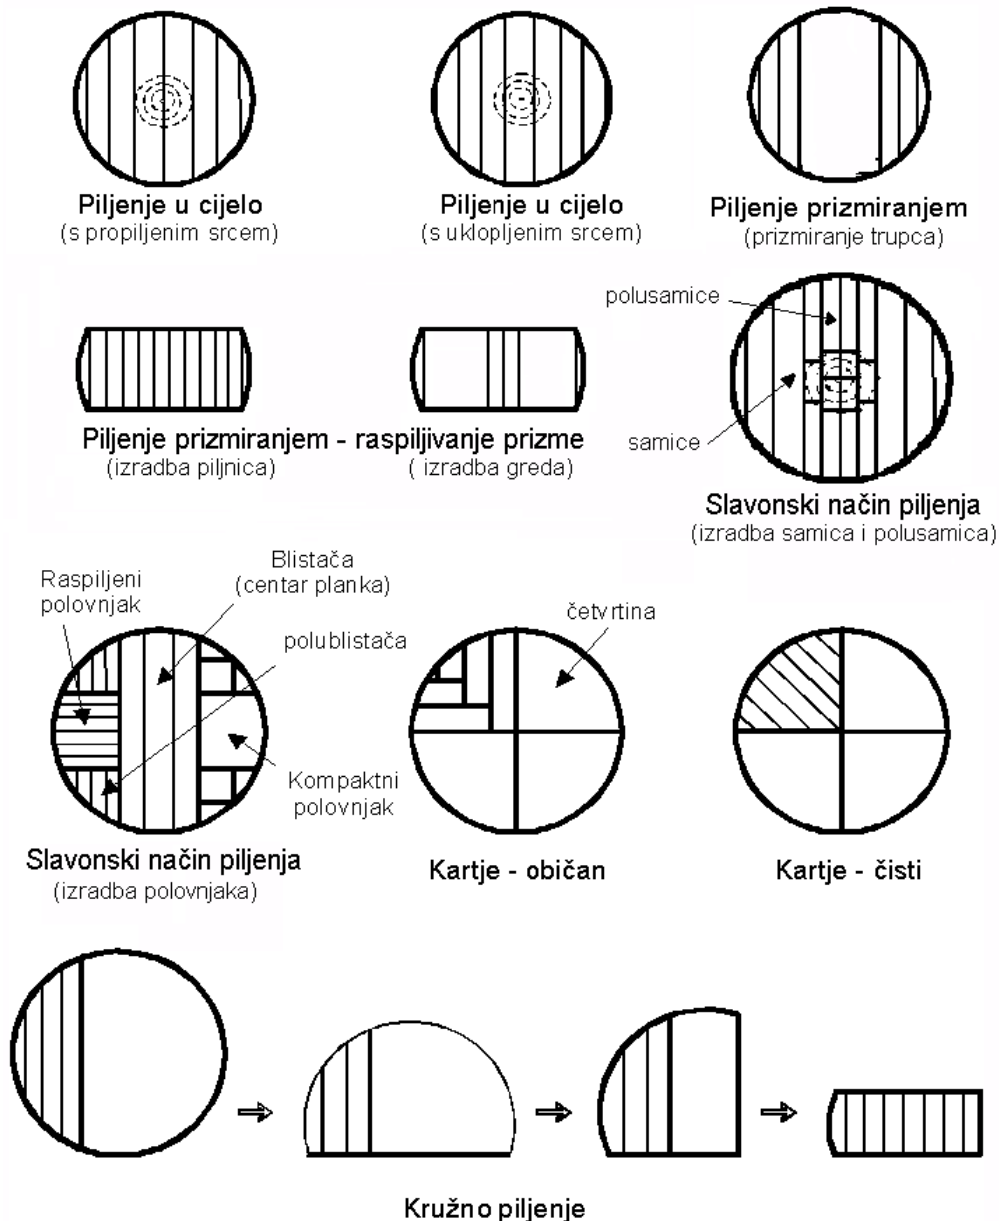 Piljenje u cijelo
(s propiljenim srcem)
Piljenje u cijelo
(s uklopljenim srcem)
Piljenje prizmiranjem
(prizmiranje trupca)
Piljenje prizmiranjem - raspiljivanje prizme
(izradba piljnica)
( izradba greda)
polusamice
samice
Slavonski način piljenja
(izradba samica i polusamica)
Raspiljeni
polovnjak
Blistača
(centar planka)
polublistača
Kompaktni
polovnjak
Slavonski način piljenja
(izradba polovnjaka)
četvrtina
Kartje - običan
Kartje - čisti
Kružno piljenje